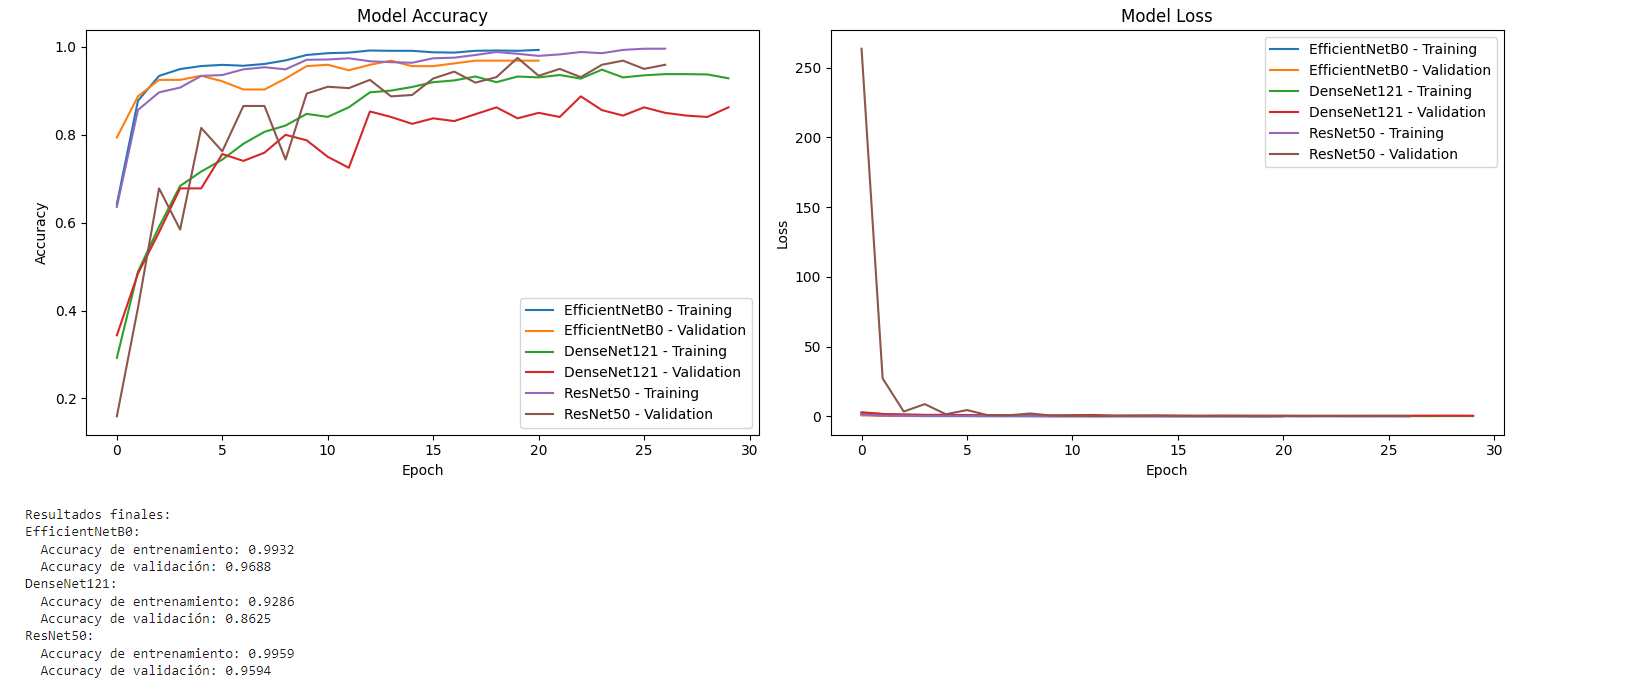 Model Accuracy
1.0
0.8
0.6
0.4
0.2
Accuracy
0 5 10 15 20 25 30
Epoch
EfficientNetB0 - Training
EfficientNetB0 - Validation
DenseNet121 - Training
DenseNet121 - Validation
ResNet50 - Training
ResNet50 - Validation
Model Loss
250
200
150
100
50
0
Loss
0 5 10 15 20 25 30
Epoch
EfficientNetB0 - Training
EfficientNetB0 - Validation
DenseNet121 - Training
DenseNet121 - Validation
ResNet50 - Training
ResNet50 - Validation
Resultados finales:
EfficientNetB0:
Accuracy de entrenamiento: 0.9932
Accuracy de validación: 0.9688
DenseNet121:
Accuracy de entrenamiento: 0.9286
Accuracy de validación: 0.8625
ResNet50:
Accuracy de entrenamiento: 0.9959
Accuracy de validación: 0.9594